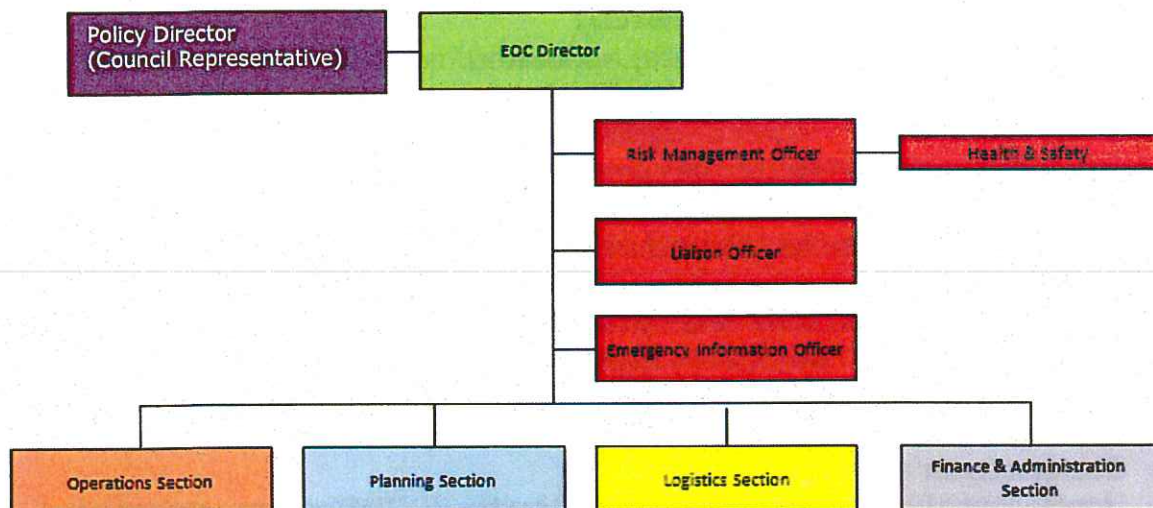 Policy Director
(Council Representative)
EOC Director
Risk Management Officer
Health & Safety
Liaison Officer
Emergency Information Officer
Operations Section
Planning Section
Logistics Section
Finance & Administration
Section